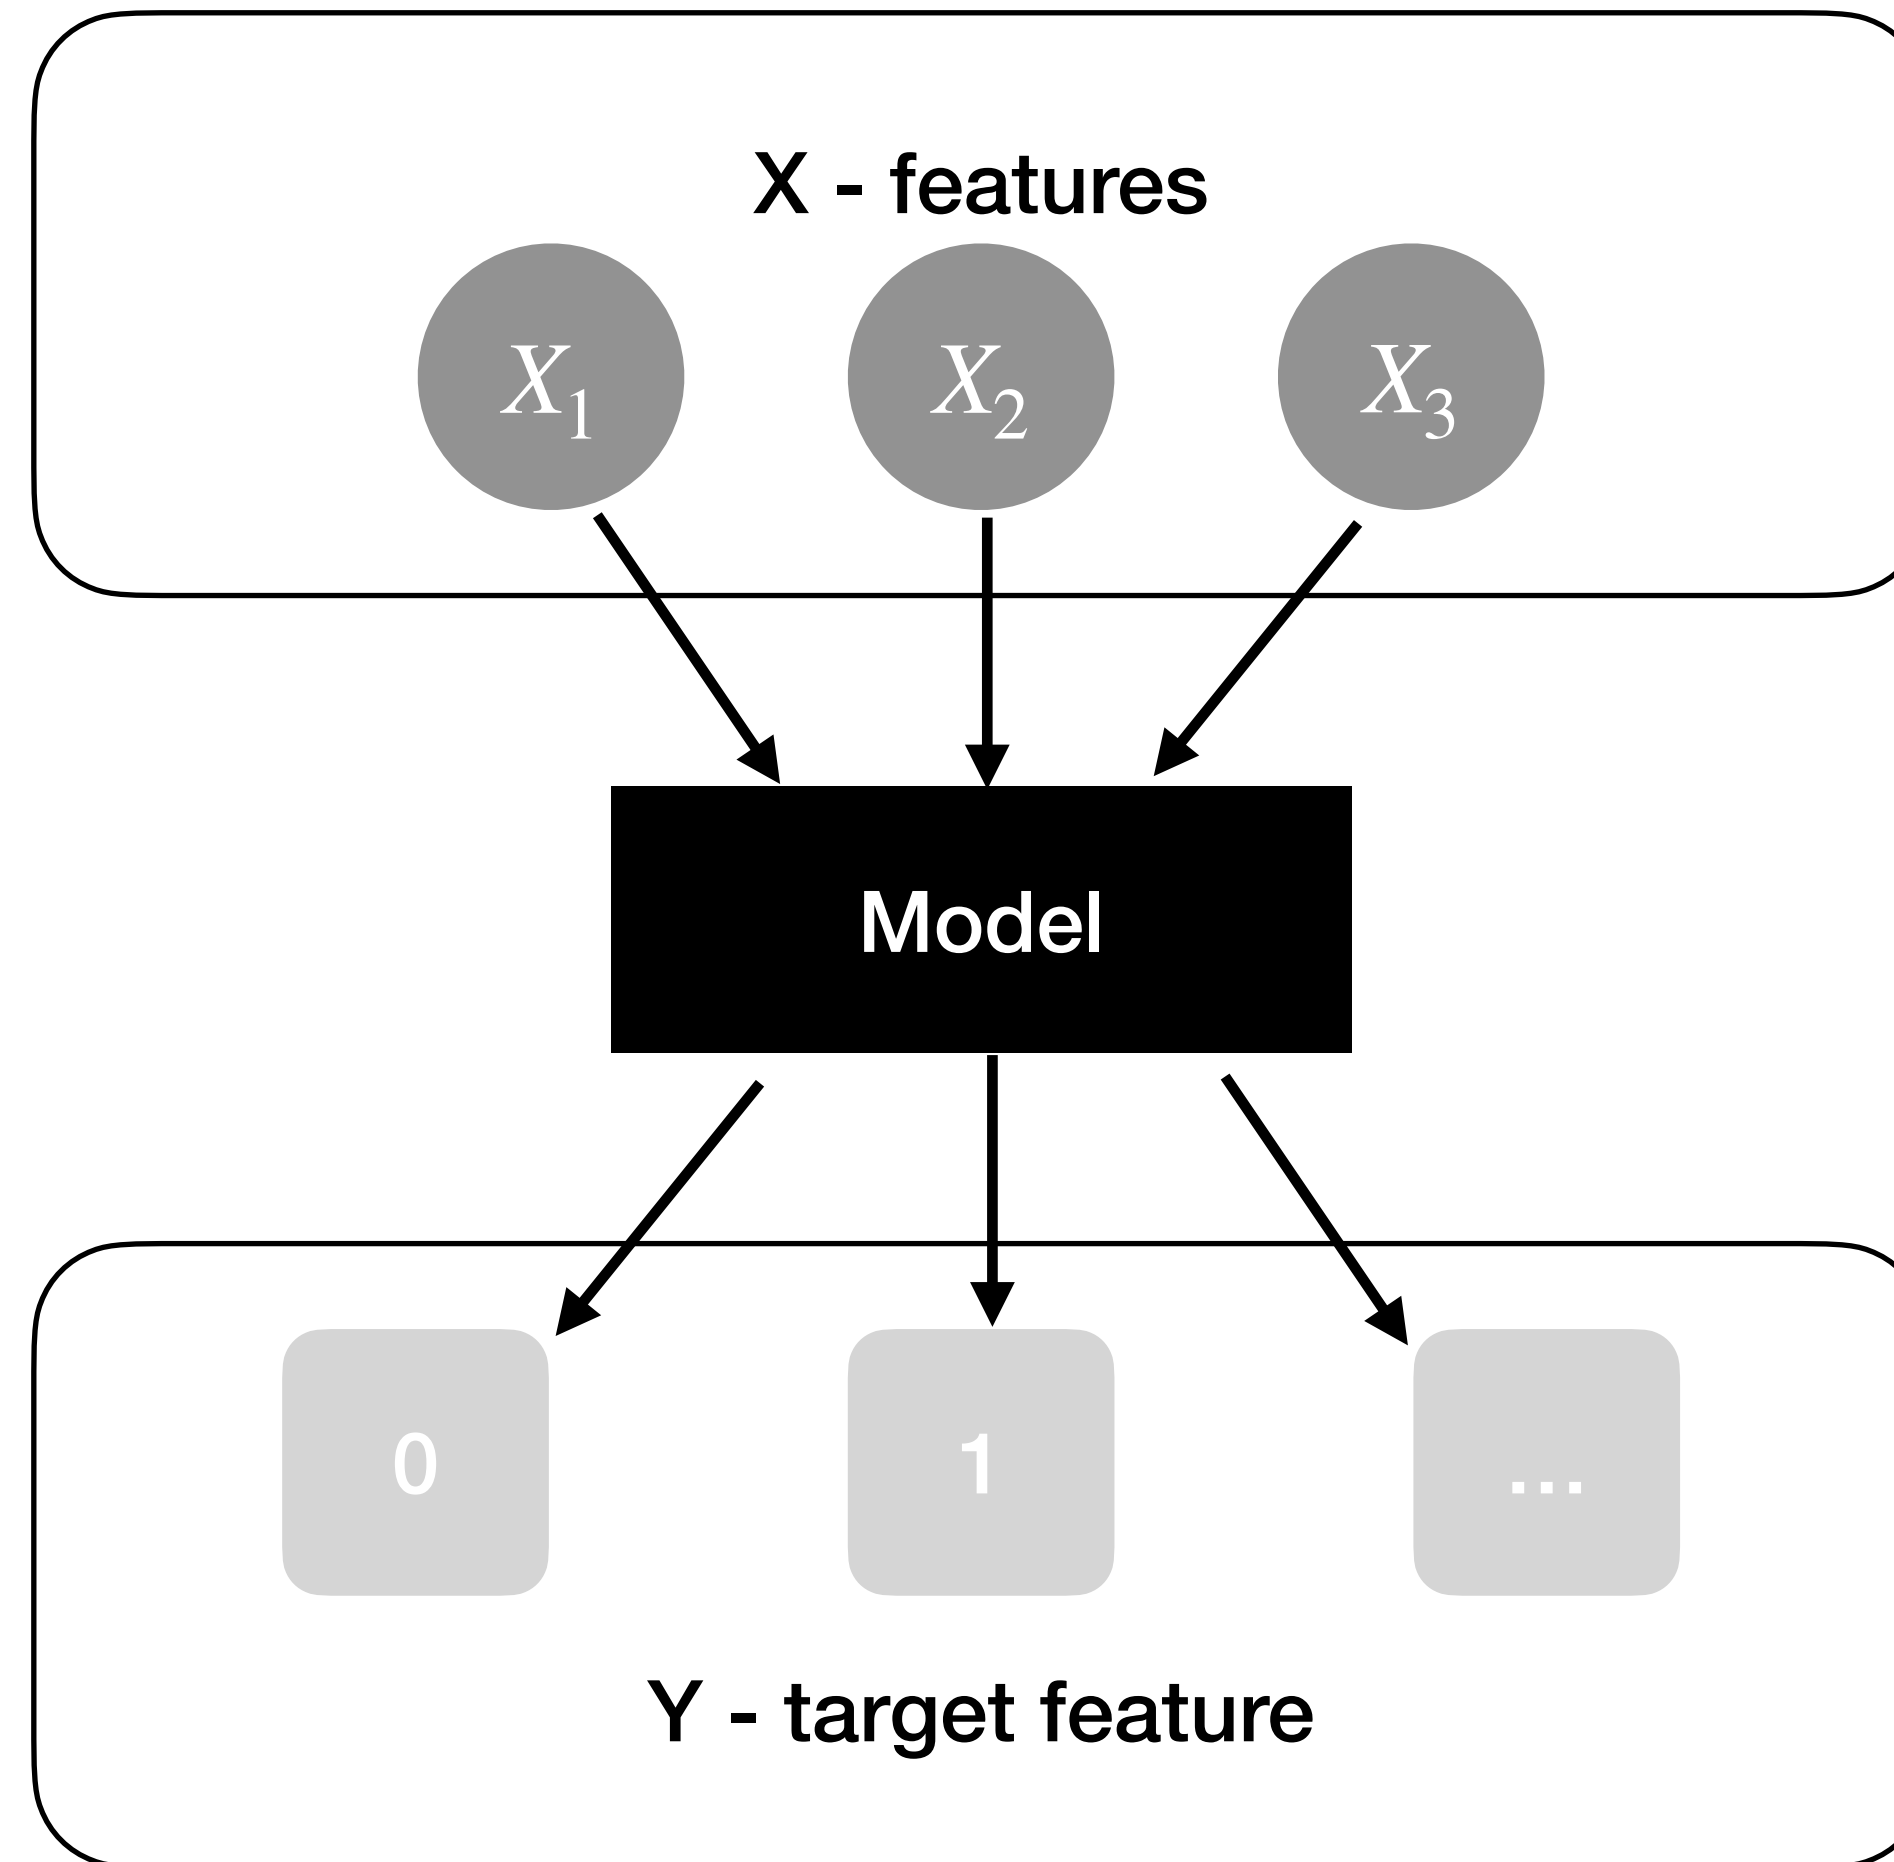 X - features
X₁ X₂ X₃
Model
0 1 ...
Y - target feature